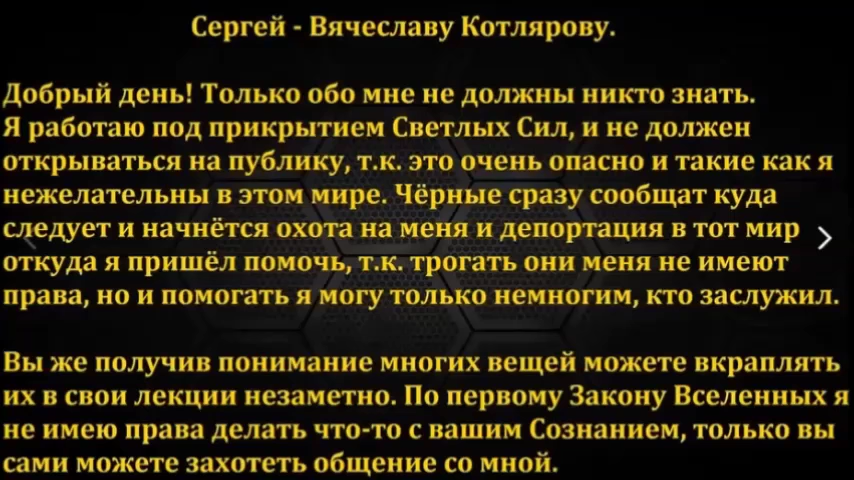 Сергей - Вячеславу Котлярову.
Добрый день! Только обо мне не должны никто знать.
Я работаю под прикрытием Светлых Сил, и не должен
открываться на публику, т.к. это очень опасно и такие как я
нежелательны в этом мире. Чёрные сразу сообщат куда
следует и начнётся охота на меня и депортация в тот мир
откуда я пришёл помочь, т.к. трогать они меня не имеют
права, но и помогать я могу только немногим, кто заслужил.
Вы же получив понимание многих вещей можете вкраплять
их в свои лекции незаметно. По первому Закону Вселенных я
не имею права делать что-то с вашим Сознанием, только вы
сами можете захотеть общение со мной.